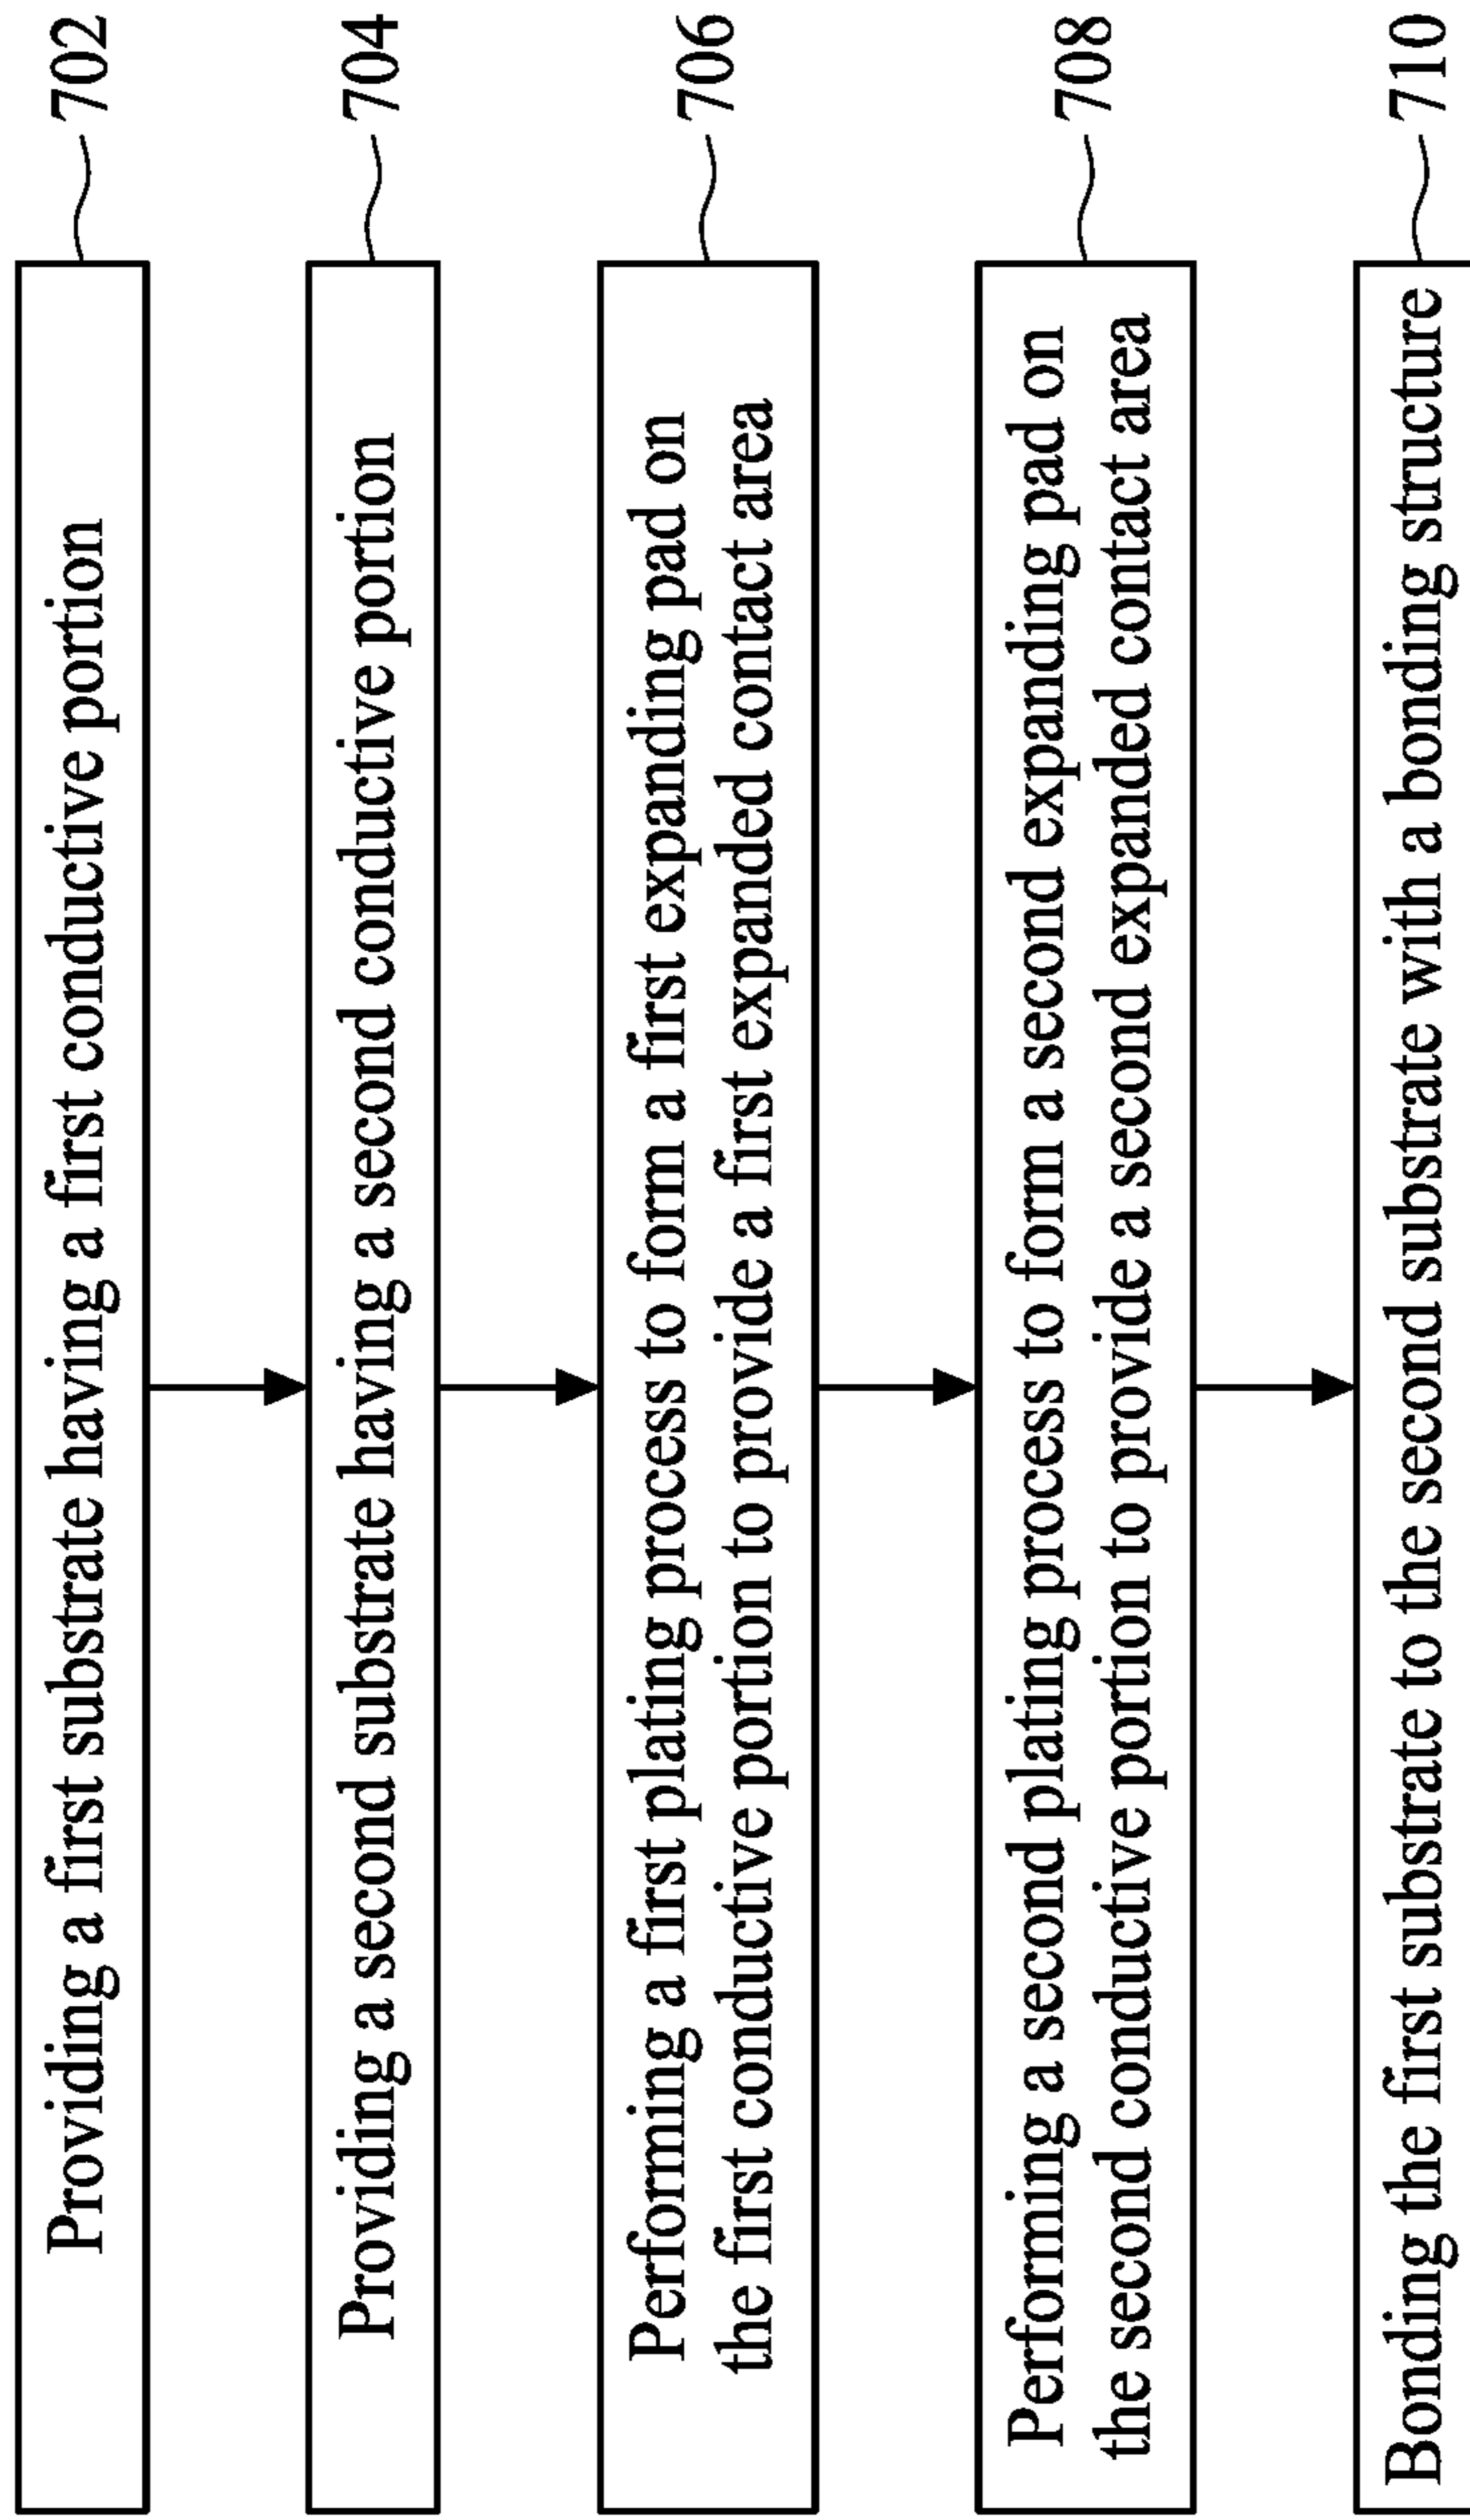 Providing a first substrate having a first conductive portion
702
Providing a second substrate having a second conductive portion
704
Performing a first plating process to form a first expanding pad on
the first conductive portion to provide a first expanded contact area
706
Performing a second plating process to form a second expanding pad on
the second conductive portion to provide a second expanded contact area
708
Bonding the first substrate to the second substrate with a bonding structure
710